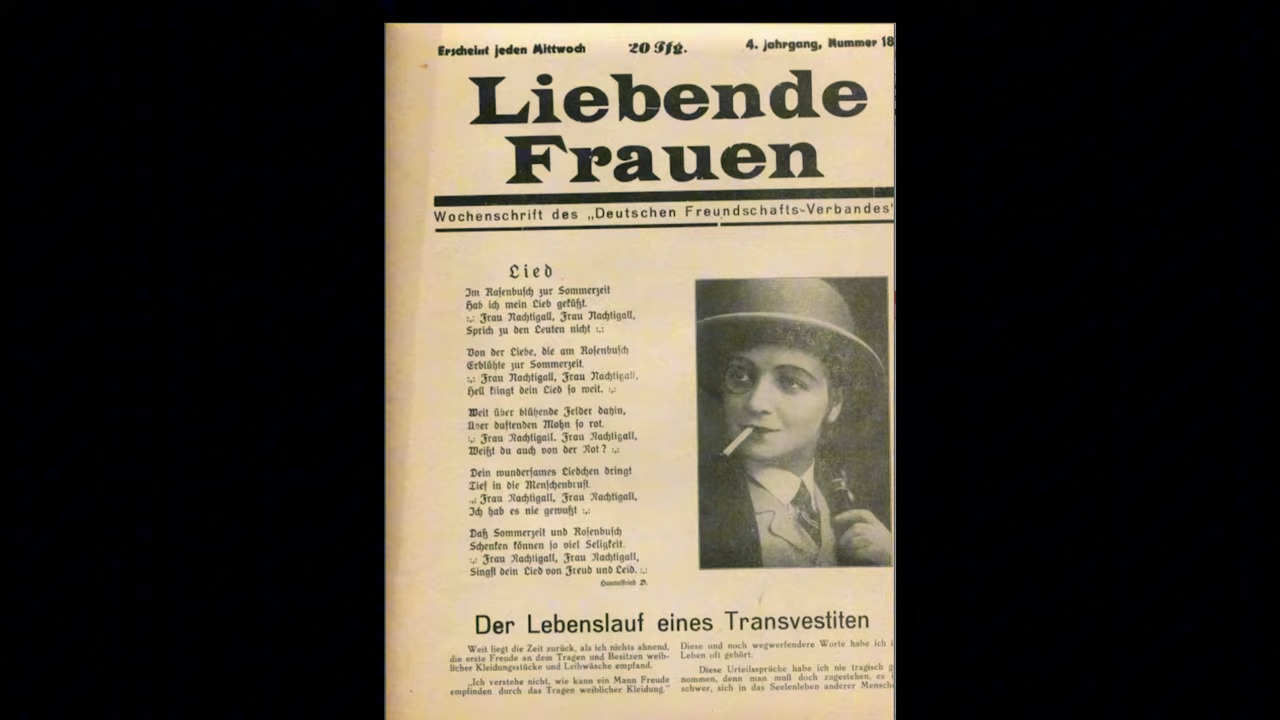 Erscheint jeden Mittwoch 20 Pfg. 4. Jahrgang, Nummer 18
Liebende
Frauen
Wochenschrift des „Deutschen Freundschafts-Verbandes“
Lied
Im Rosenbusch zur Sommerzeit
Hab ich mein Lieb geküßt.
:,: Frau Nachtigall, Frau Nachtigall,
Sprich zu den Leuten nicht :,:
Von der Liebe, die am Rosenbusch
Erblühte zur Sommerzeit.
:,: Frau Nachtigall, Frau Nachtigall,
Hell klingt dein Lied so weit. :,:
Weit über blühende Felder dahin,
Über duftenden Mohn so rot.
:,: Frau Nachtigall, Frau Nachtigall,
Weißt du auch von der Not? :,:
Dein wundersames Liedchen dringt
Tief in die Menschenbrust.
:,: Frau Nachtigall, Frau Nachtigall,
Ich hab es nie gewußt :,:
Daß Sommerzeit und Rosenbusch
Schenken können so viel Seligkeit.
:,: Frau Nachtigall, Frau Nachtigall,
Singst dein Lied von Freud und Leid. :,:
Der Lebenslauf eines Transvestiten
Weit liegt die Zeit zurück, als ich nichts ahnend,
die erste Freude an dem Tragen und Besitzen weib-
licher Kleidungsstücke und Leibwäsche empfand.
„Ich verstehe nicht, wie kann ein Mann Freude
empfinden durch das Tragen weiblicher Kleidung.“
Diese und noch wegwerfendere Worte habe ich i
Leben oft gehört.
Diese Urteilssprüche habe ich nie tragisch g
nommen, denn man muß doch zugestehen, es i
schwer, sich in das Seelenleben anderer Mensche